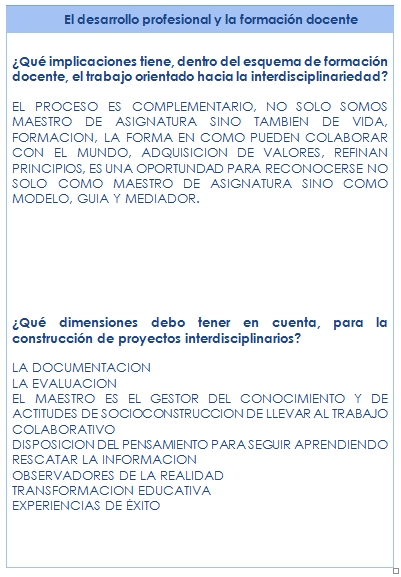 El desarrollo profesional y la formación docente
¿Qué implicaciones tiene, dentro del esquema de formación
docente, el trabajo orientado hacia la interdisciplinariedad?
EL PROCESO ES COMPLEMENTARIO, NO SOLO SOMOS
MAESTRO DE ASIGNATURA SINO TAMBIEN DE VIDA,
FORMACION, LA FORMA EN COMO PUEDEN COLABORAR
CON EL MUNDO, ADQUISICION DE VALORES, REFINAN
PRINCIPIOS, ES UNA OPORTUNDAD PARA RECONOCERSE NO
SOLO COMO MAESTRO DE ASIGNATURA SINO COMO
MODELO, GUIA Y MEDIADOR.
¿Qué dimensiones debo tener en cuenta, para la
construcción de proyectos interdisciplinarios?
LA DOCUMENTACION
LA EVALUACION
EL MAESTRO ES EL GESTOR DEL CONOCIMIENTO Y DE
ACTITUDES DE SOCIOCONSTRUCCION DE LLEVAR AL TRABAJO
COLABORATIVO
DISPOSICION DEL PENSAMIENTO PARA SEGUIR APRENDIENDO
RESCATAR LA INFORMACION
OBSERVADORES DE LA REALIDAD
TRANSFORMACION EDUCATIVA
EXPERIENCIAS DE ÉXITO